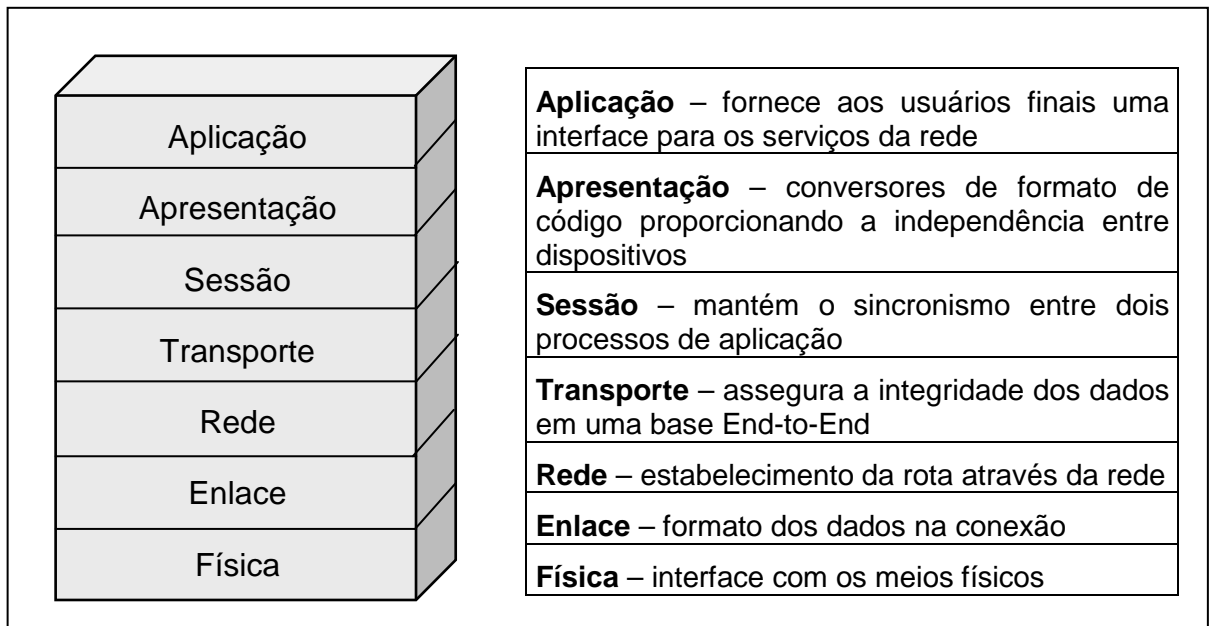 Aplicação
Apresentação
Sessão
Transporte
Rede
Enlace
Física
Aplicação – fornece aos usuários finais uma
interface para os serviços da rede
Apresentação – conversores de formato de
código proporcionando a independência entre
dispositivos
Sessão – mantém o sincronismo entre dois
processos de aplicação
Transporte – assegura a integridade dos dados
em uma base End-to-End
Rede – estabelecimento da rota através da rede
Enlace – formato dos dados na conexão
Física – interface com os meios físicos